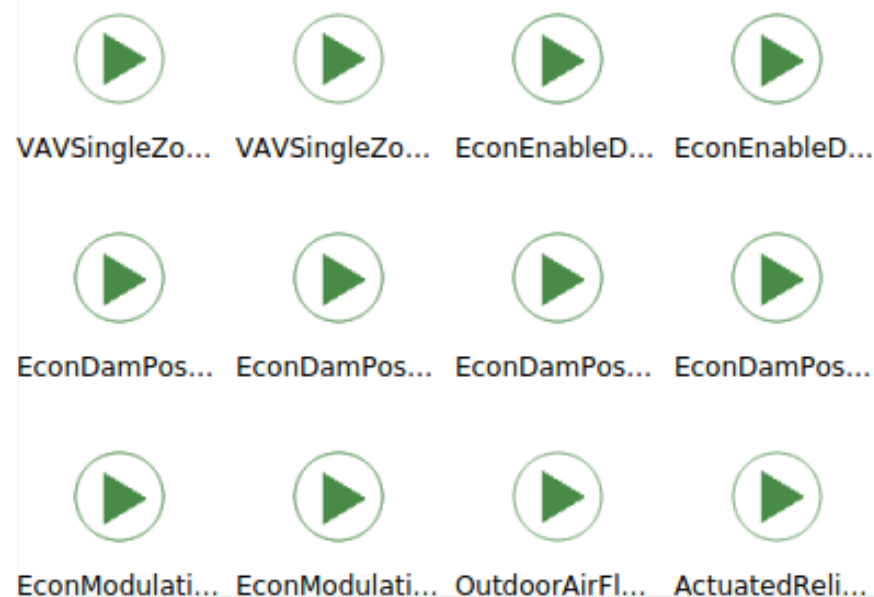 VAVSingleZo... VAVSingleZo... EconEnableD... EconEnableD...
EconDamPos... EconDamPos... EconDamPos... EconDamPos...
EconModulati... EconModulati... OutdoorAirFl... ActuatedReli...